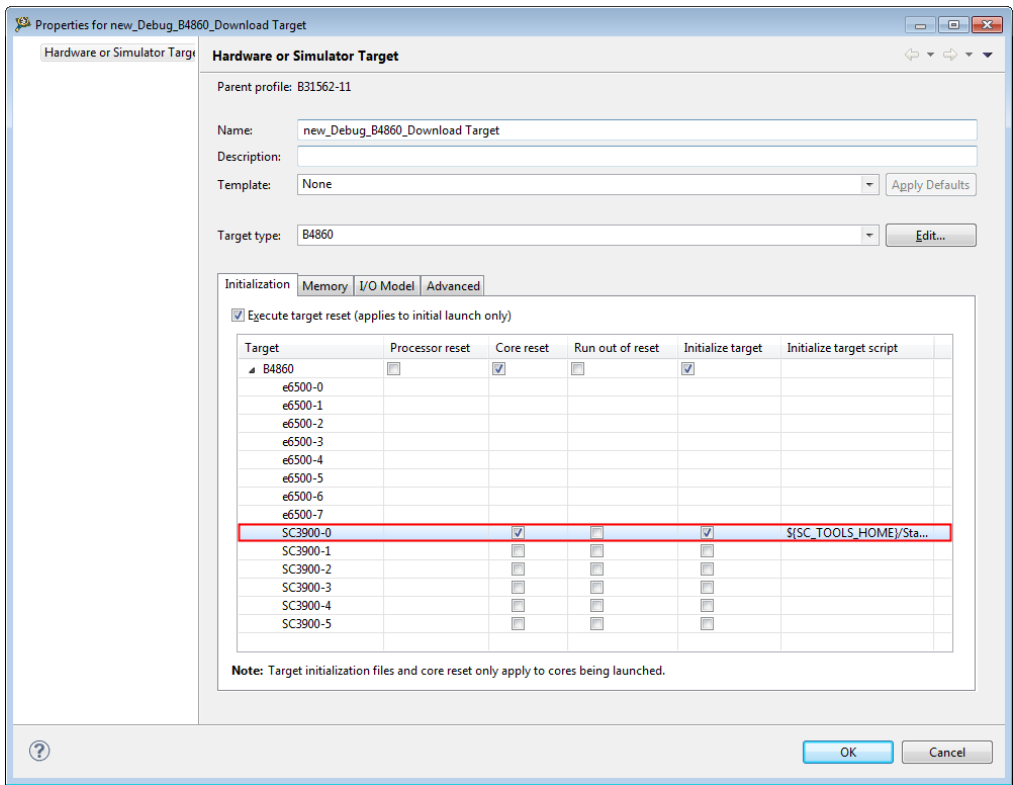 Properties for new_Debug_B4860_Download Target
Hardware or Simulator Targe
Hardware or Simulator Target
Parent profile: B31562-11
Name: new_Debug_B4860_Download Target
Description:
Template: None Apply Defaults
Target type: B4860 Edit...
Initialization Memory I/O Model Advanced
Execute target reset (applies to initial launch only)
Target Processor reset Core reset Run out of reset Initialize target Initialize target script
B4860
e6500-0
e6500-1
e6500-2
e6500-3
e6500-4
e6500-5
e6500-6
e6500-7
SC3900-0 ${SC_TOOLS_HOME}/Sta...
SC3900-1
SC3900-2
SC3900-3
SC3900-4
SC3900-5
Note: Target initialization files and core reset only apply to cores being launched.
? OK Cancel